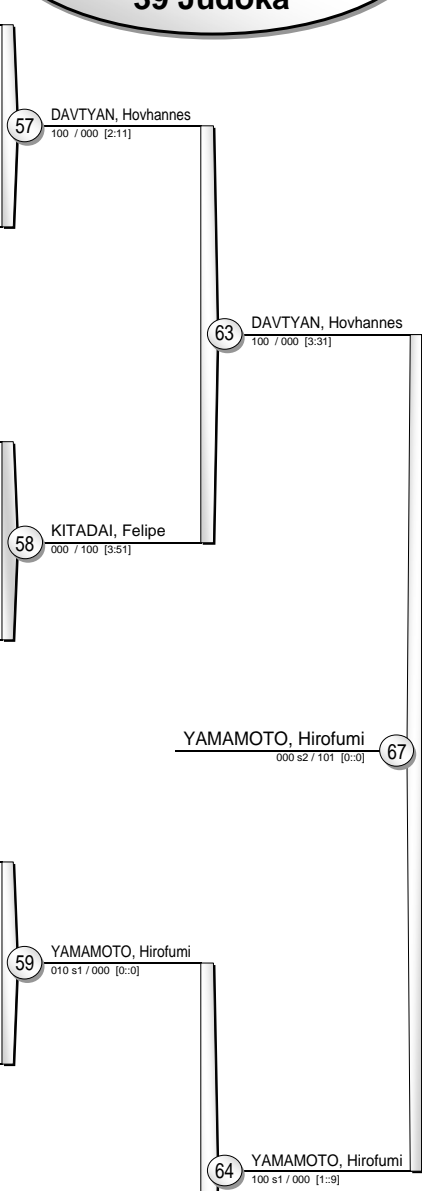 39 Judoka
57
DAVTYAN, Hovhannes
100 / 000 [2:11]
63
DAVTYAN, Hovhannes
100 / 000 [3:31]
58
KITADAI, Felipe
000 / 100 [3:51]
YAMAMOTO, Hirofumi
000 s2 / 101 [0::0]
67
59
YAMAMOTO, Hirofumi
010 s1 / 000 [0::0]
64
YAMAMOTO, Hirofumi
100 s1 / 000 [1::9]